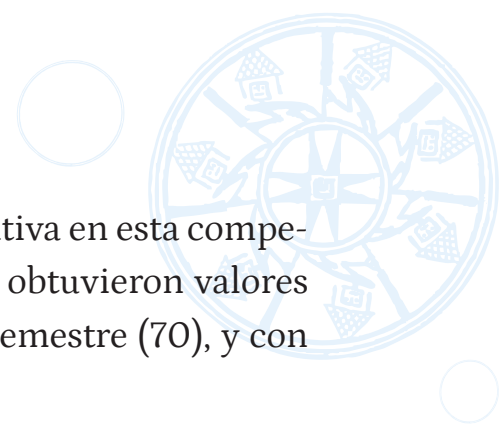 tiva en esta compe-
obtuvieron valores
emestre (70), y con